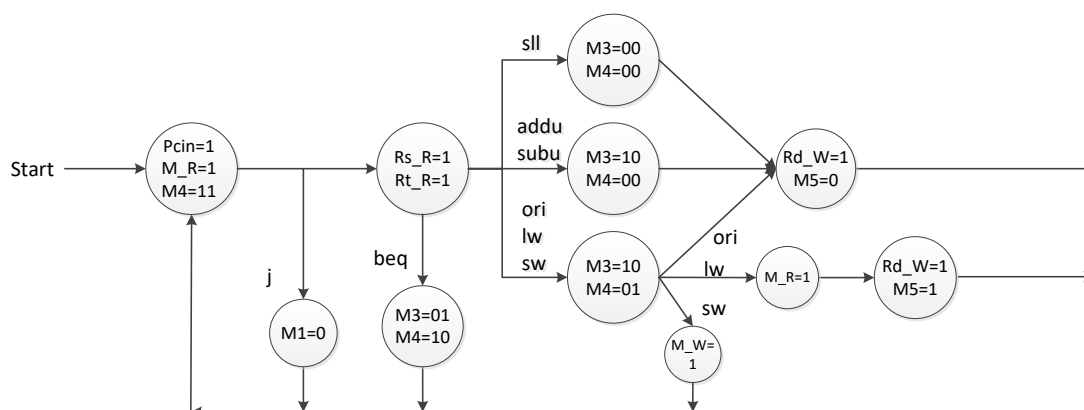 sll
M3=00
M4=00
Start
Pcin=1
M_R=1
M4=11
Rs_R=1
Rt_R=1
addu
subu
M3=10
M4=00
Rd_W=1
M5=0
ori
lw
sw
M3=10
M4=01
ori
lw
sw
M_R=1
Rd_W=1
M5=1
j
M1=0
beq
M3=01
M4=10
M_W=
1